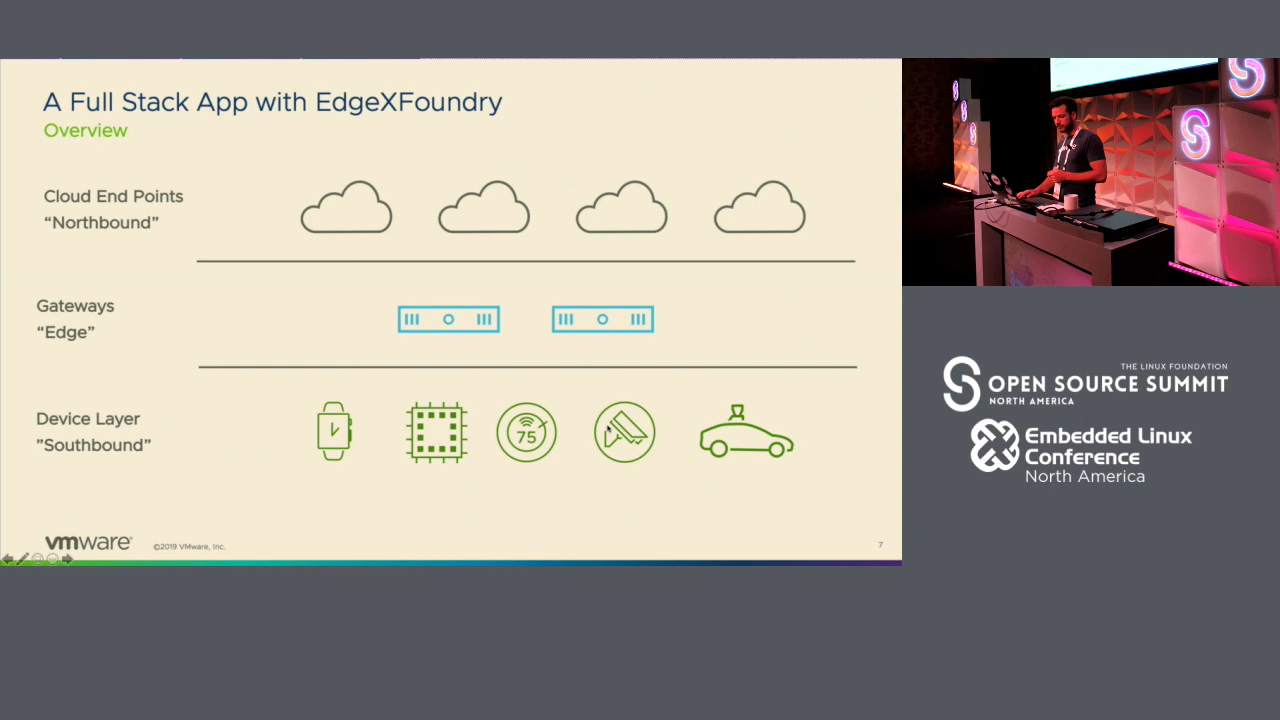 A Full Stack App with EdgeXFoundry
Overview
Cloud End Points
“Northbound”
Gateways
“Edge”
Device Layer
”Southbound”
75
vmware®
©2019 VMware, Inc.
7
THE LINUX FOUNDATION
OPEN SOURCE SUMMIT
NORTH AMERICA
Embedded Linux
Conference
North America